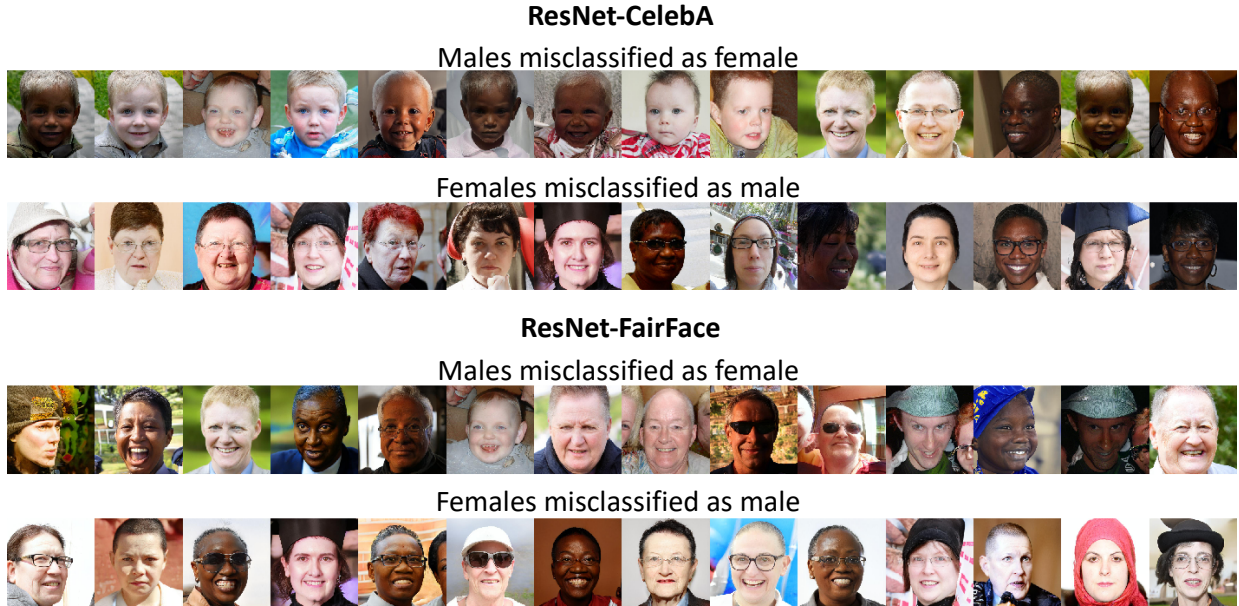 ResNet-CelebA
Males misclassified as female
Females misclassified as male
ResNet-FairFace
Males misclassified as female
Females misclassified as male